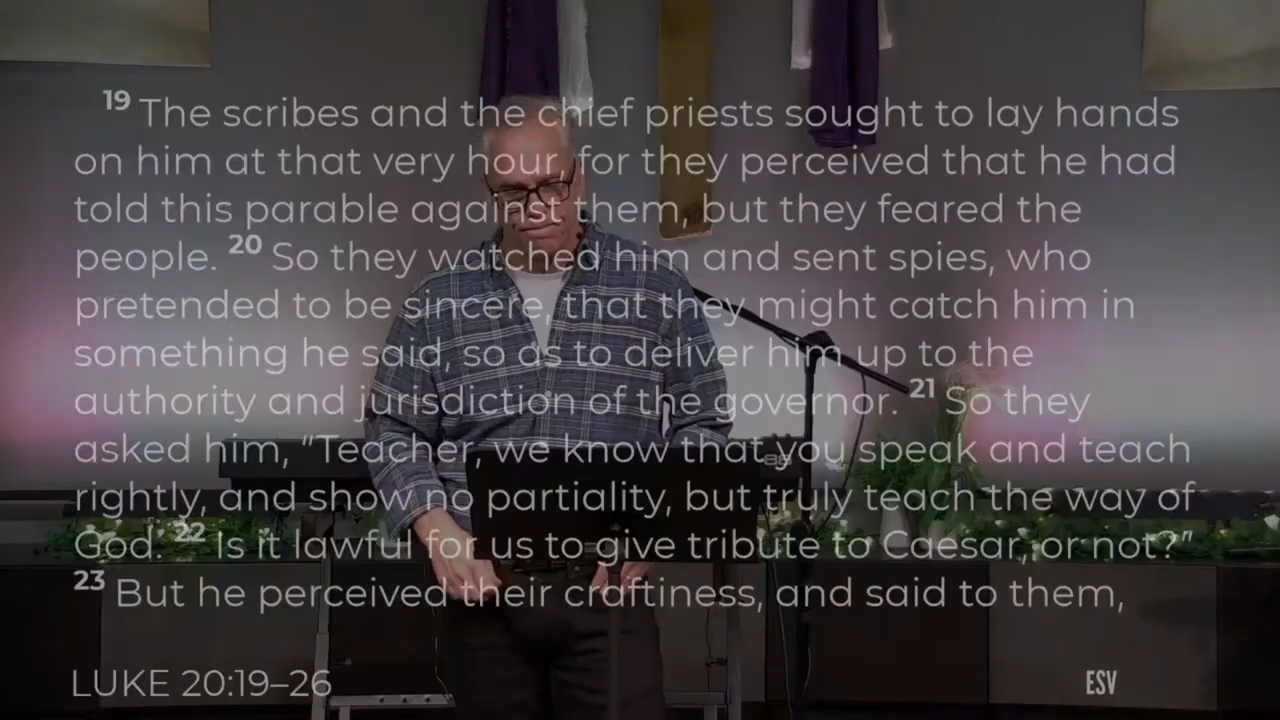 19 The scribes and the chief priests sought to lay hands
on him at that very hour, for they perceived that he had
told this parable against them, but they feared the
people. 20 So they watched him and sent spies, who
pretended to be sincere, that they might catch him in
something he said, so as to deliver him up to the
authority and jurisdiction of the governor. 21 So they
asked him, “Teacher, we know that you speak and teach
rightly, and show no partiality, but truly teach the way of
God. 22 Is it lawful for us to give tribute to Caesar, or not?”
23 But he perceived their craftiness, and said to them,
LUKE 20:19–26
ESV